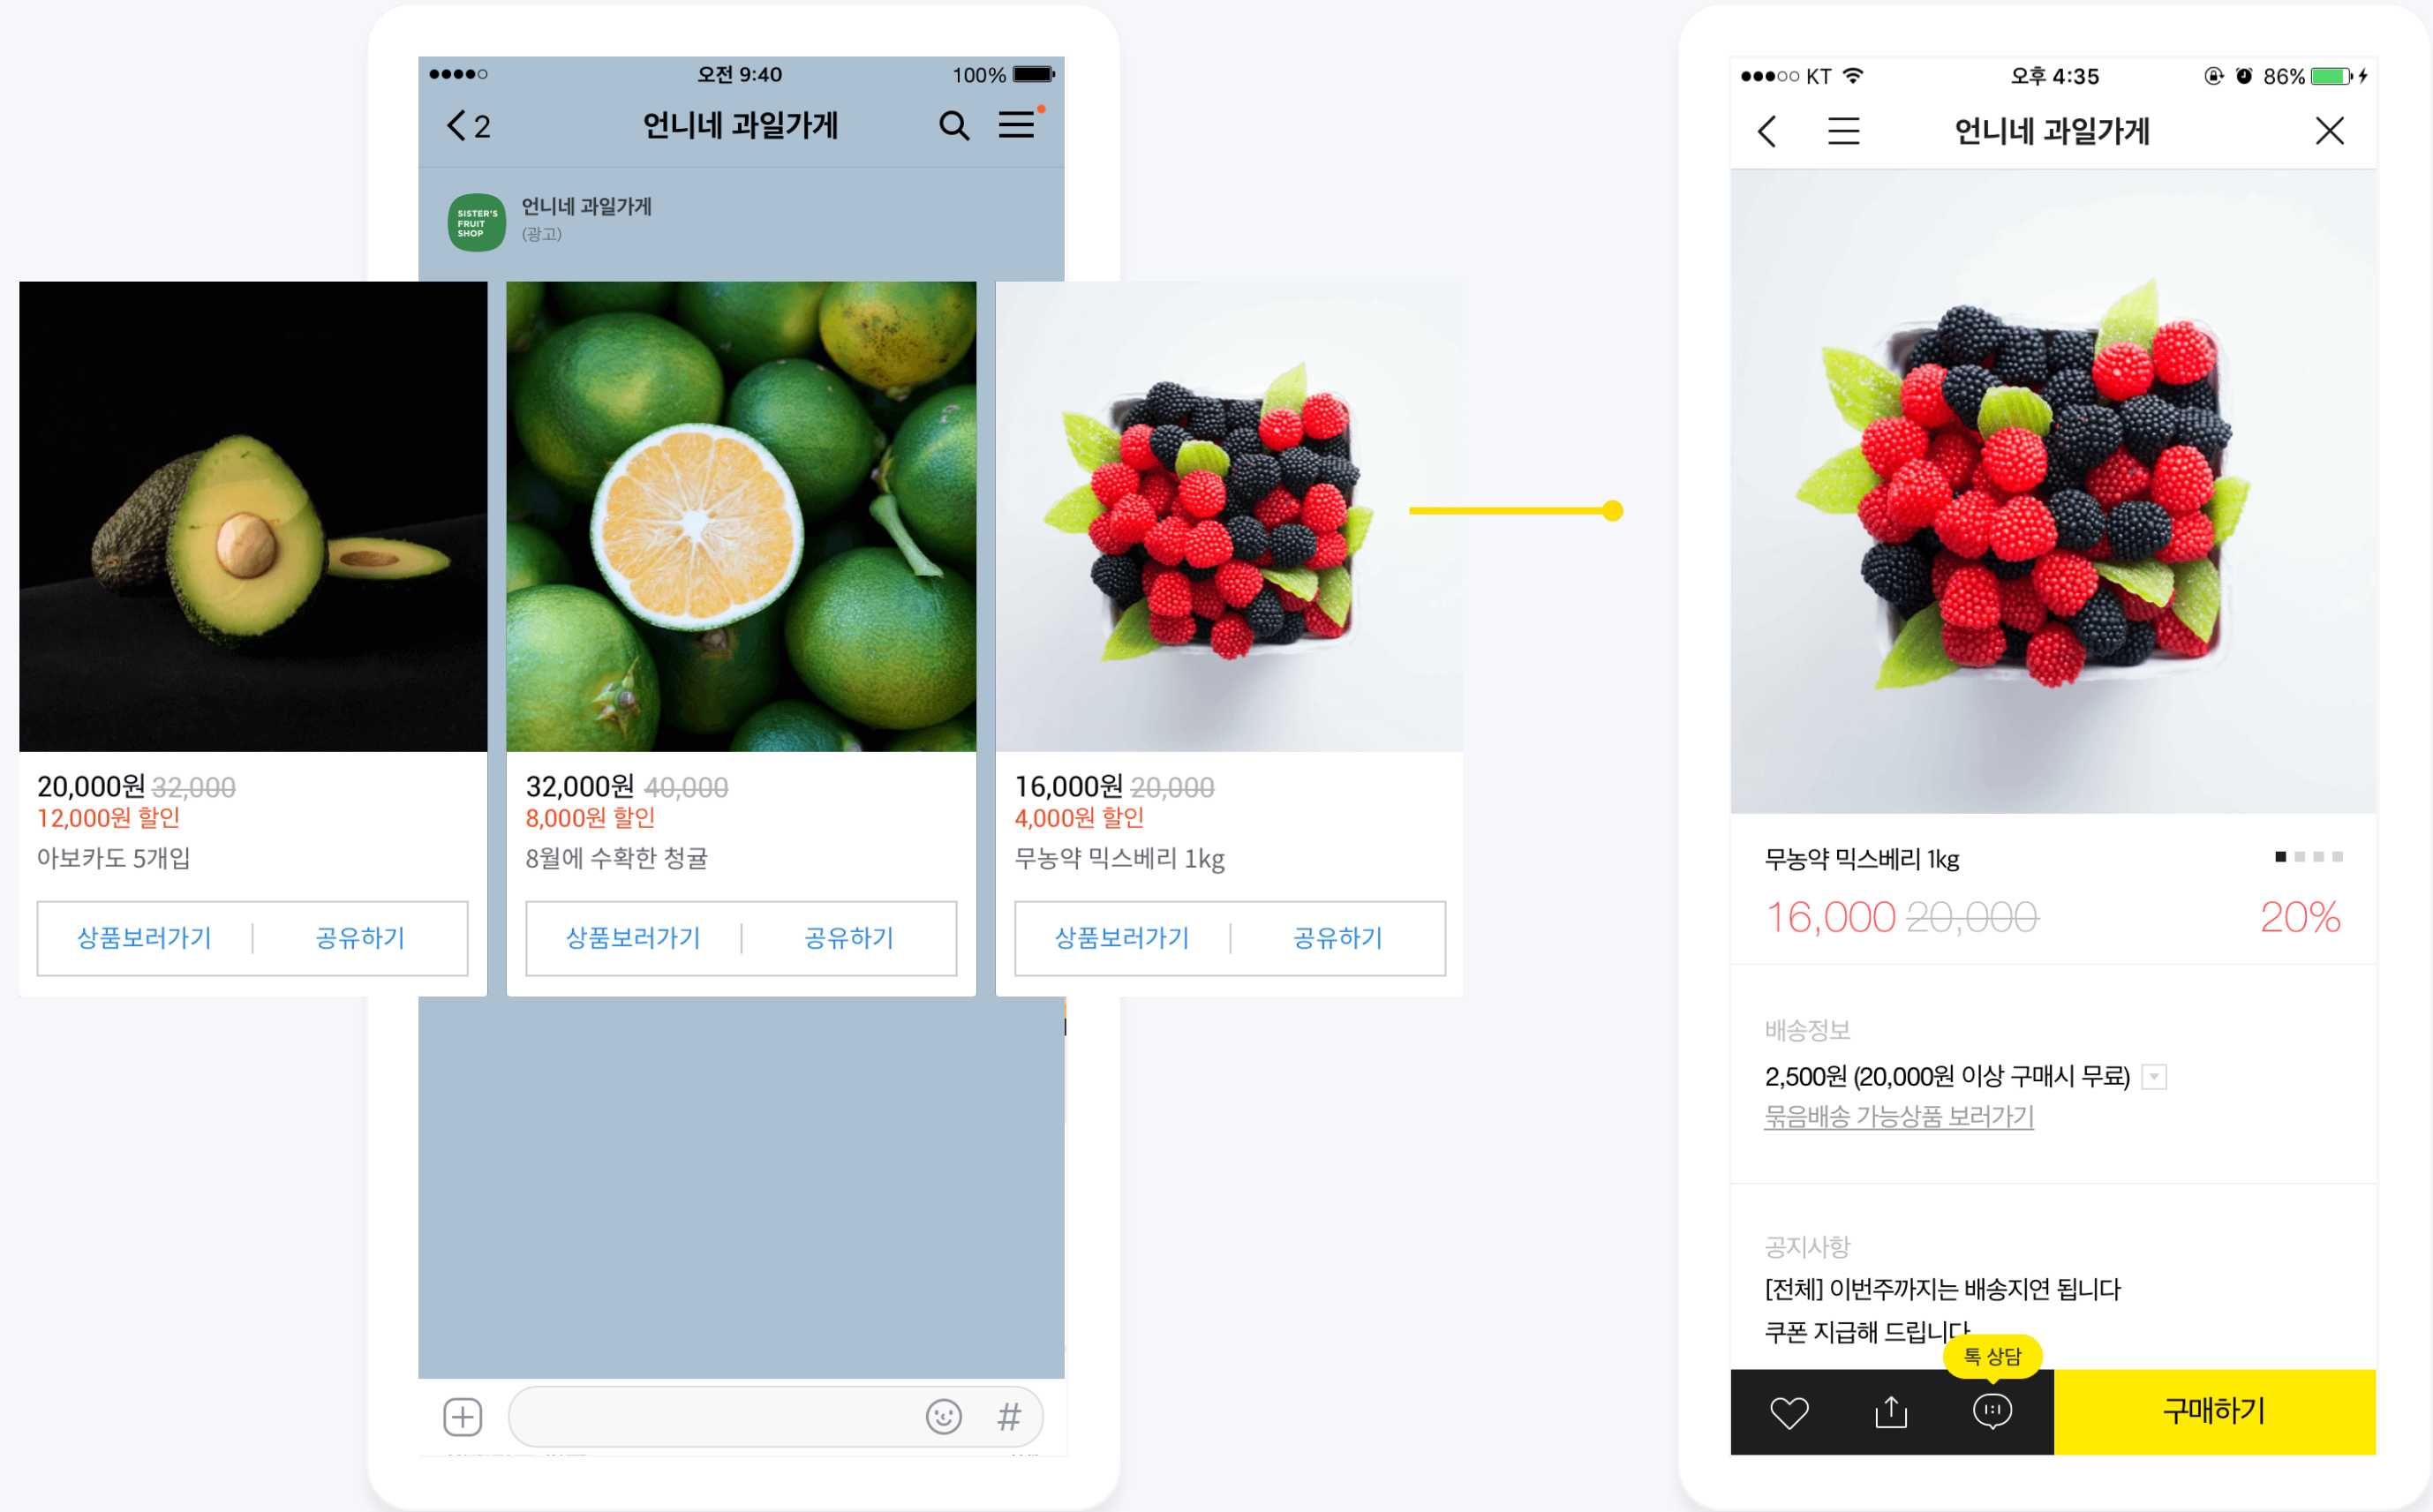 오전 9:40
100%
2
언니네 과일가게
SISTER'S
FRUIT
SHOP
언니네 과일가게
(광고)
20,000원 32,000
12,000원 할인
아보카도 5개입
상품보러가기
공유하기
32,000원 40,000
8,000원 할인
8월에 수확한 청귤
상품보러가기
공유하기
16,000원 20,000
4,000원 할인
무농약 믹스베리 1kg
상품보러가기
공유하기
#
KT
오후 4:35
86%
언니네 과일가게
무농약 믹스베리 1kg
16,000 20,000
20%
배송정보
2,500원 (20,000원 이상 구매시 무료)
묶음배송 가능상품 보러가기
공지사항
[전체] 이번주까지는 배송지연 됩니다
쿠폰 지급해 드립니다
톡 상담
1:1
구매하기